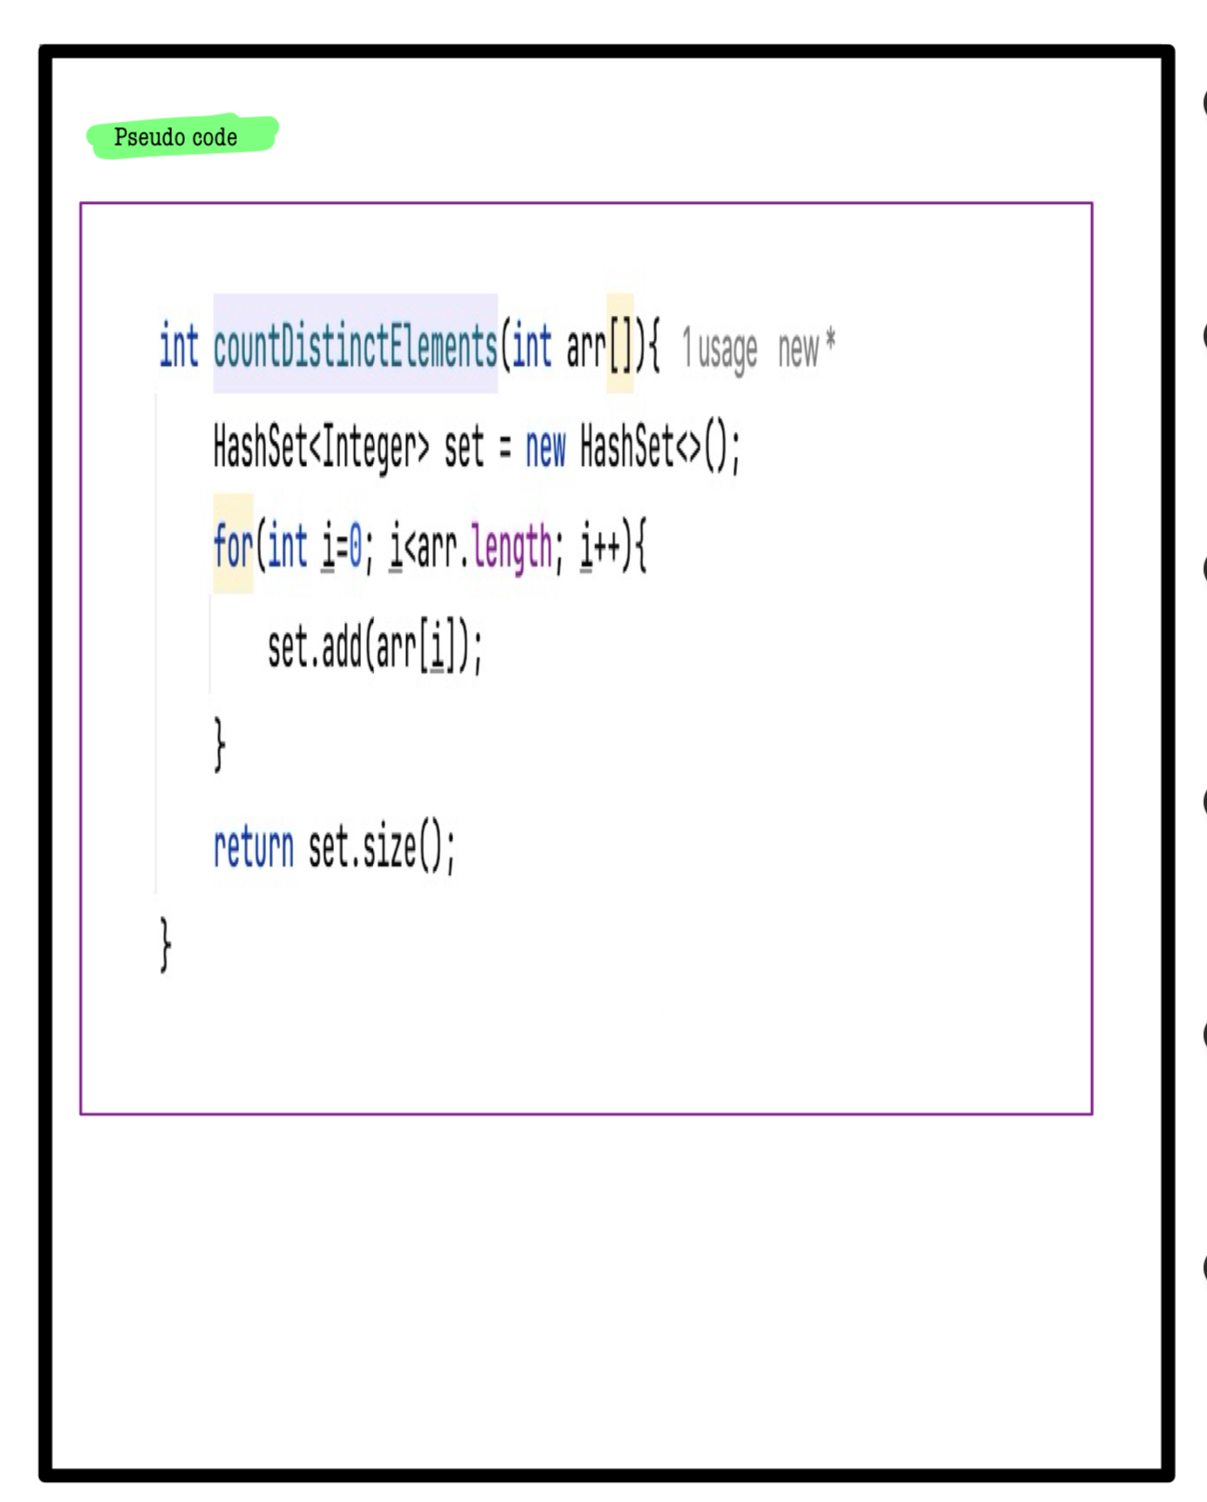 Pseudo code
int countDistinctElements(int arr[]){ 1 usage new *
HashSet<Integer> set = new HashSet<>();
for(int i=0; i<arr.length; i++){
set.add(arr[i]);
}
return set.size();
}